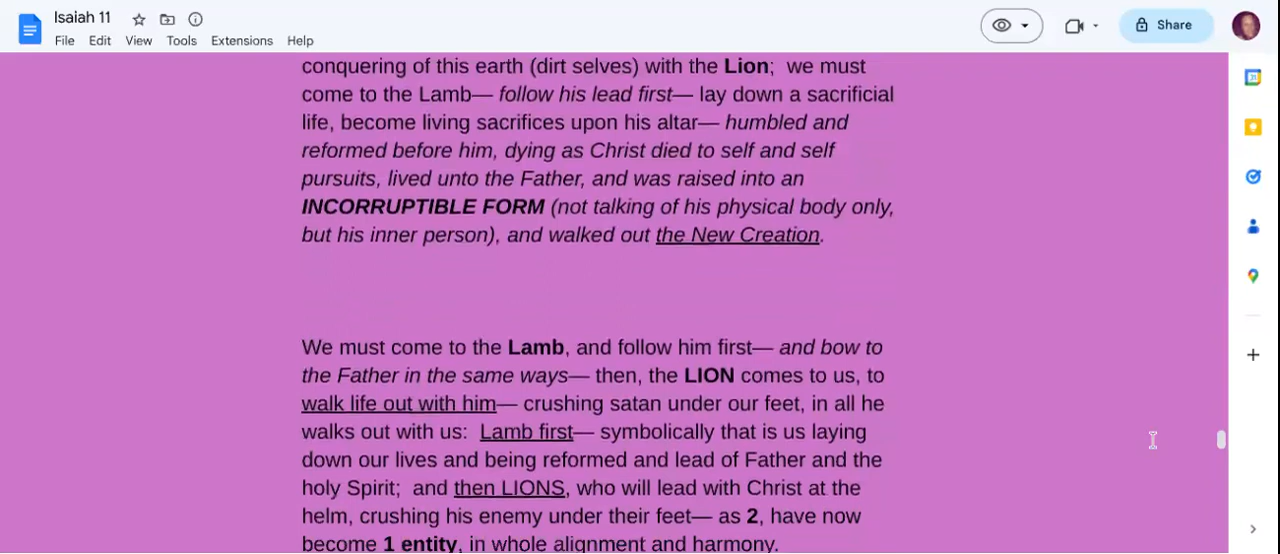 Isaiah 11
File Edit View Tools Extensions Help
Share
31
conquering of this earth (dirt selves) with the Lion;  we must
come to the Lamb— follow his lead first— lay down a sacrificial
life, become living sacrifices upon his altar— humbled and
reformed before him, dying as Christ died to self and self
pursuits, lived unto the Father, and was raised into an
INCORRUPTIBLE FORM (not talking of his physical body only,
but his inner person), and walked out the New Creation.
We must come to the Lamb, and follow him first— and bow to
the Father in the same ways— then, the LION comes to us, to
walk life out with him— crushing satan under our feet, in all he
walks out with us:  Lamb first— symbolically that is us laying
down our lives and being reformed and lead of Father and the
holy Spirit;  and then LIONS, who will lead with Christ at the
helm, crushing his enemy under their feet— as 2, have now
become 1 entity, in whole alignment and harmony.